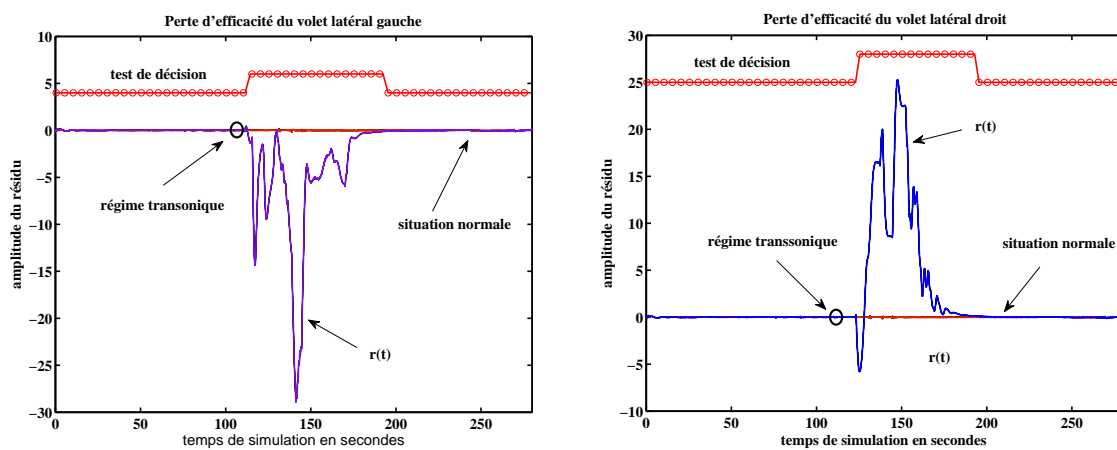 Perte d'efficacité du volet latéral gauche
10
5
0
−5
−10
−15
−20
−25
−30
amplitude du résidu
test de décision
régime transonique
situation normale
r(t)
0 50 100 150 200 250
temps de simulation en secondes
Perte d'efficacité du volet latéral droit
30
25
20
15
10
5
0
−5
−10
amplitude du résidu
test de décision
r(t)
régime transsonique
situation normale
r(t)
0 50 100 150 200 250
temps de simulation en secondes